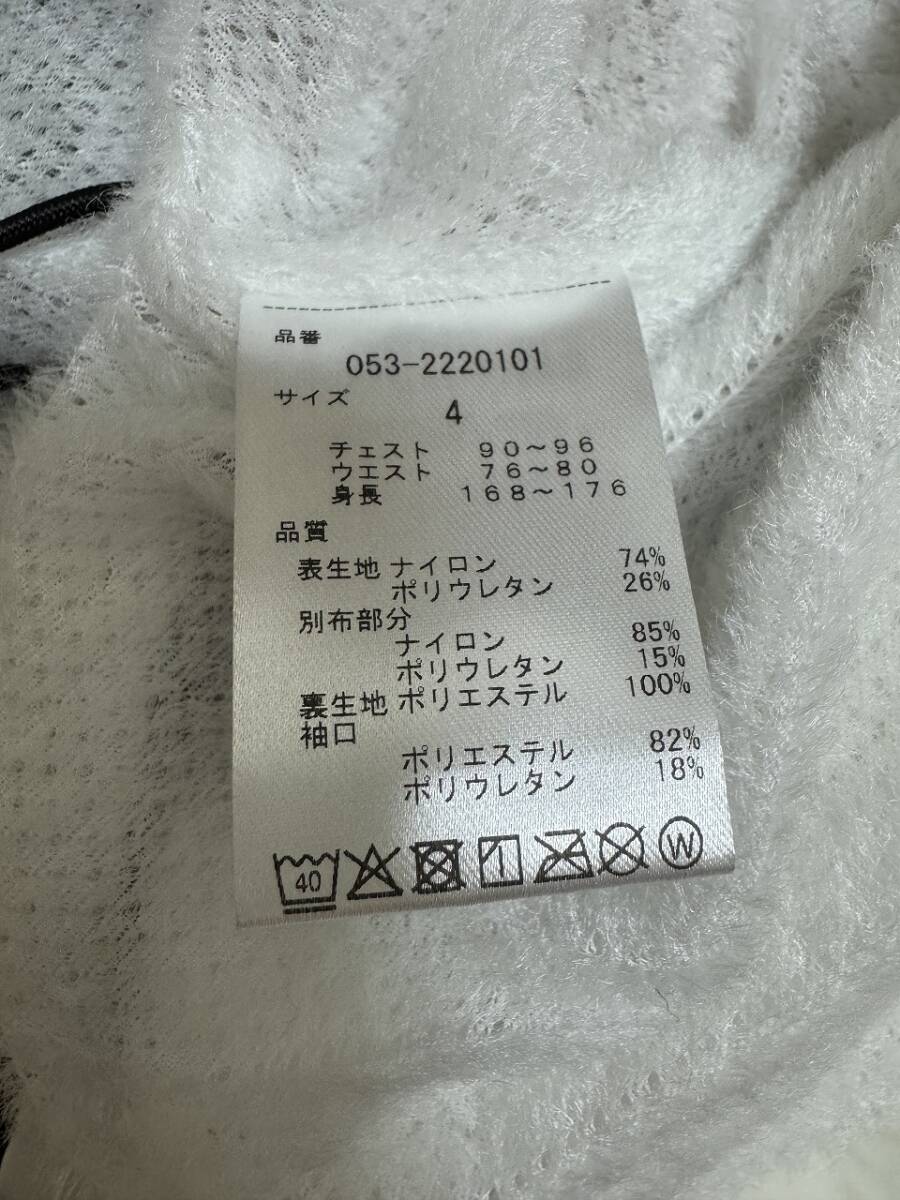 品番
053-2220101
サイズ
4
チェスト 90～96
ウエスト 76～80
身長 168～176
品質
表生地 ナイロン 74%
ポリウレタン 26%
別布部分
ナイロン 85%
ポリウレタン 15%
裏生地 ポリエステル 100%
袖口
ポリエステル 82%
ポリウレタン 18%
40 W